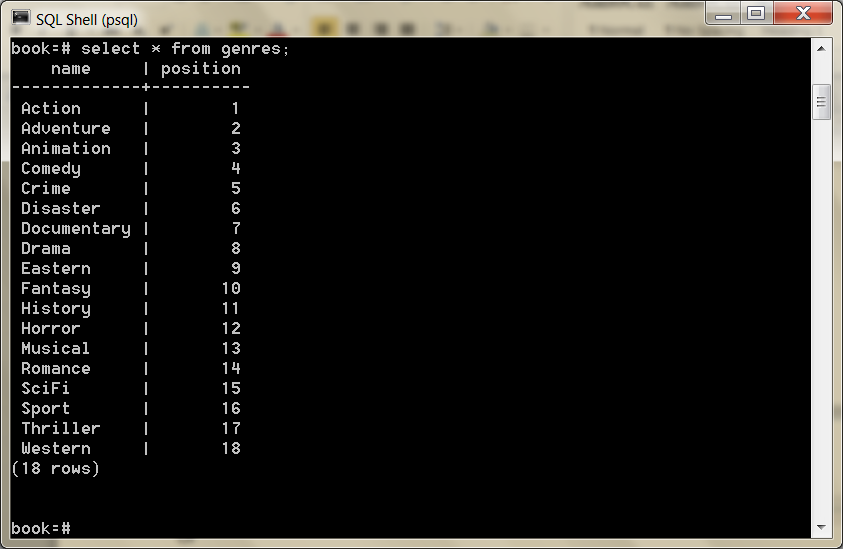 SQL Shell (psql)
book=# select * from genres;
    name     | position
-------------+----------
 Action      |        1
 Adventure   |        2
 Animation   |        3
 Comedy      |        4
 Crime       |        5
 Disaster    |        6
 Documentary |        7
 Drama       |        8
 Eastern     |        9
 Fantasy     |       10
 History     |       11
 Horror      |       12
 Musical     |       13
 Romance     |       14
 SciFi       |       15
 Sport       |       16
 Thriller    |       17
 Western     |       18
(18 rows)
book=#